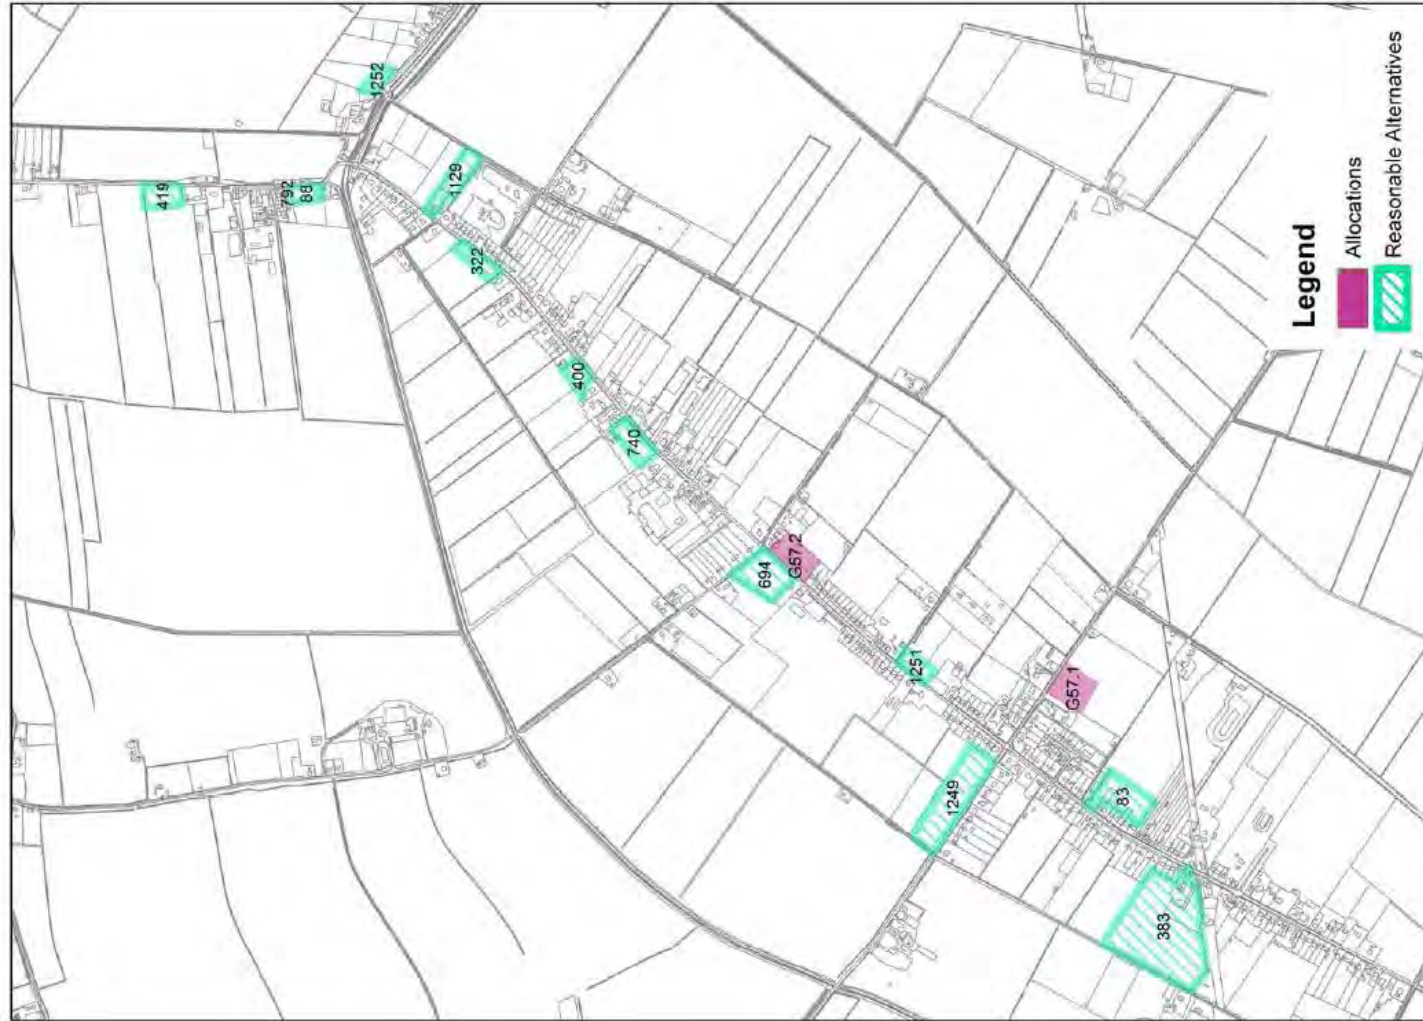 1252
419
792
88
1129
322
400
740
694
G57.2
1251
G57.1
1249
83
383
Legend
Allocations
Reasonable Alternatives